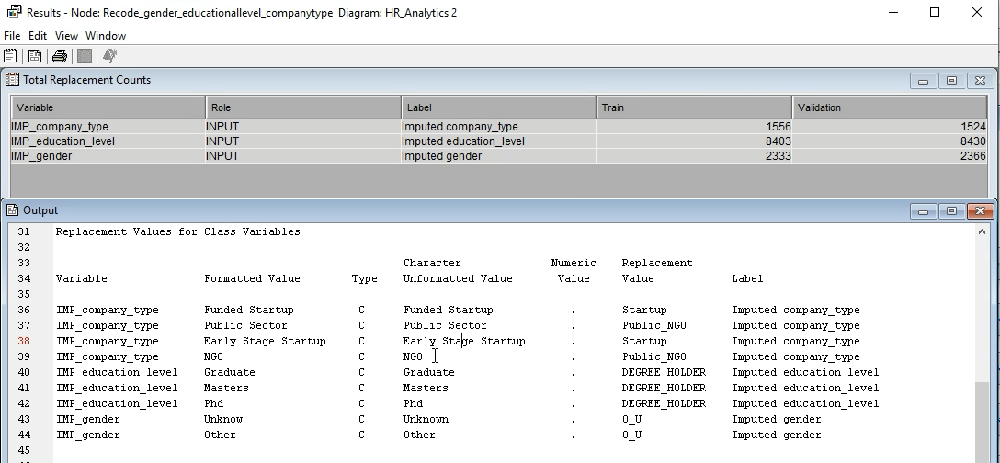 Results - Node: Recode_gender_educationallevel_companytype Diagram: HR_Analytics 2
File Edit View Window
Total Replacement Counts
Variable Role Label Train Validation
IMP_company_type INPUT Imputed company_type 1556 1524
IMP_education_level INPUT Imputed education_level 8403 8430
IMP_gender INPUT Imputed gender 2333 2366
Output
31 Replacement Values for Class Variables
32
33 Character Numeric Replacement
34 Variable Formatted Value Type Unformatted Value Value Value Label
35
36 IMP_company_type Funded Startup C Funded Startup . Startup Imputed company_type
37 IMP_company_type Public Sector C Public Sector . Public_NGO Imputed company_type
38 IMP_company_type Early Stage Startup C Early Stage Startup . Startup Imputed company_type
39 IMP_company_type NGO C NGO . Public_NGO Imputed company_type
40 IMP_education_level Graduate C Graduate . DEGREE_HOLDER Imputed education_level
41 IMP_education_level Masters C Masters . DEGREE_HOLDER Imputed education_level
42 IMP_education_level Phd C Phd . DEGREE_HOLDER Imputed education_level
43 IMP_gender Unknow C Unknown . O_U Imputed gender
44 IMP_gender Other C Other . O_U Imputed gender
45